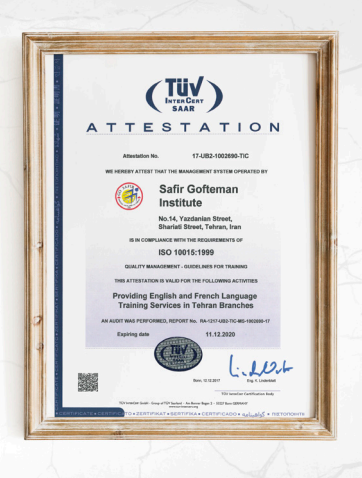 TÜV
INTERCERT
SAAR
ATTESTATION
Attestation No. 17-UB2-1002690-TIC
WE HEREBY ATTEST THAT THE MANAGEMENT SYSTEM OPERATED BY
Safir Gofteman
Institute
No.14, Yazdanian Street,
Shariati Street, Tehran, Iran
IS IN COMPLIANCE WITH THE REQUIREMENTS OF
ISO 10015:1999
QUALITY MANAGEMENT - GUIDELINES FOR TRAINING
THIS ATTESTATION IS VALID FOR THE FOLLOWING ACTIVITIES
Providing English and French Language
Training Services in Tehran Branches
AN AUDIT WAS PERFORMED, REPORT No. RA-1217-UB2-TIC-MS-1002690-17
Expiring date 11.12.2020
TÜV
Bonn, 12.12.2017
Eng. K. Lindenblatt
TÜV InterCert Certification Body
CERTIFICATE ZERTIFIKAT SERTIFIKA CERTIFICADO